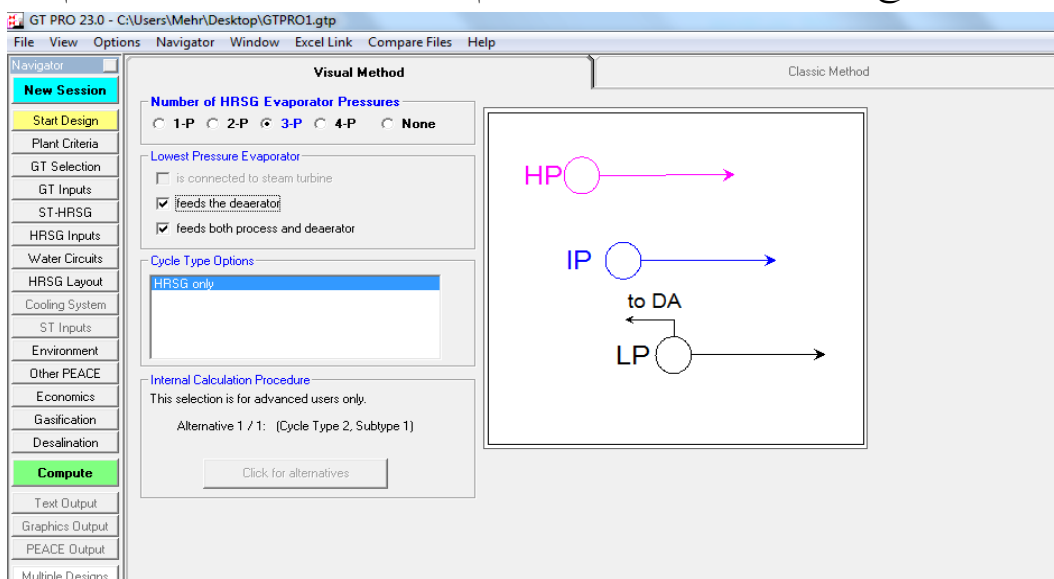 GT PRO 23.0 - C:\Users\Mehr\Desktop\GTPRO1.gtp
File View Options Navigator Window Excel Link Compare Files Help
Navigator
New Session
Start Design
Plant Criteria
GT Selection
GT Inputs
ST-HRSG
HRSG Inputs
Water Circuits
HRSG Layout
Cooling System
ST Inputs
Environment
Other PEACE
Economics
Gasification
Desalination
Compute
Text Output
Graphics Output
PEACE Output
Multiple Designs
Visual Method
Classic Method
Number of HRSG Evaporator Pressures
1-P 2-P 3-P 4-P None
Lowest Pressure Evaporator
is connected to steam turbine
feeds the deaerator
feeds both process and deaerator
Cycle Type Options
HRSG only
Internal Calculation Procedure
This selection is for advanced users only.
Alternative 1 / 1: (Cycle Type 2, Subtype 1)
Click for alternatives
HP
IP
to DA
LP